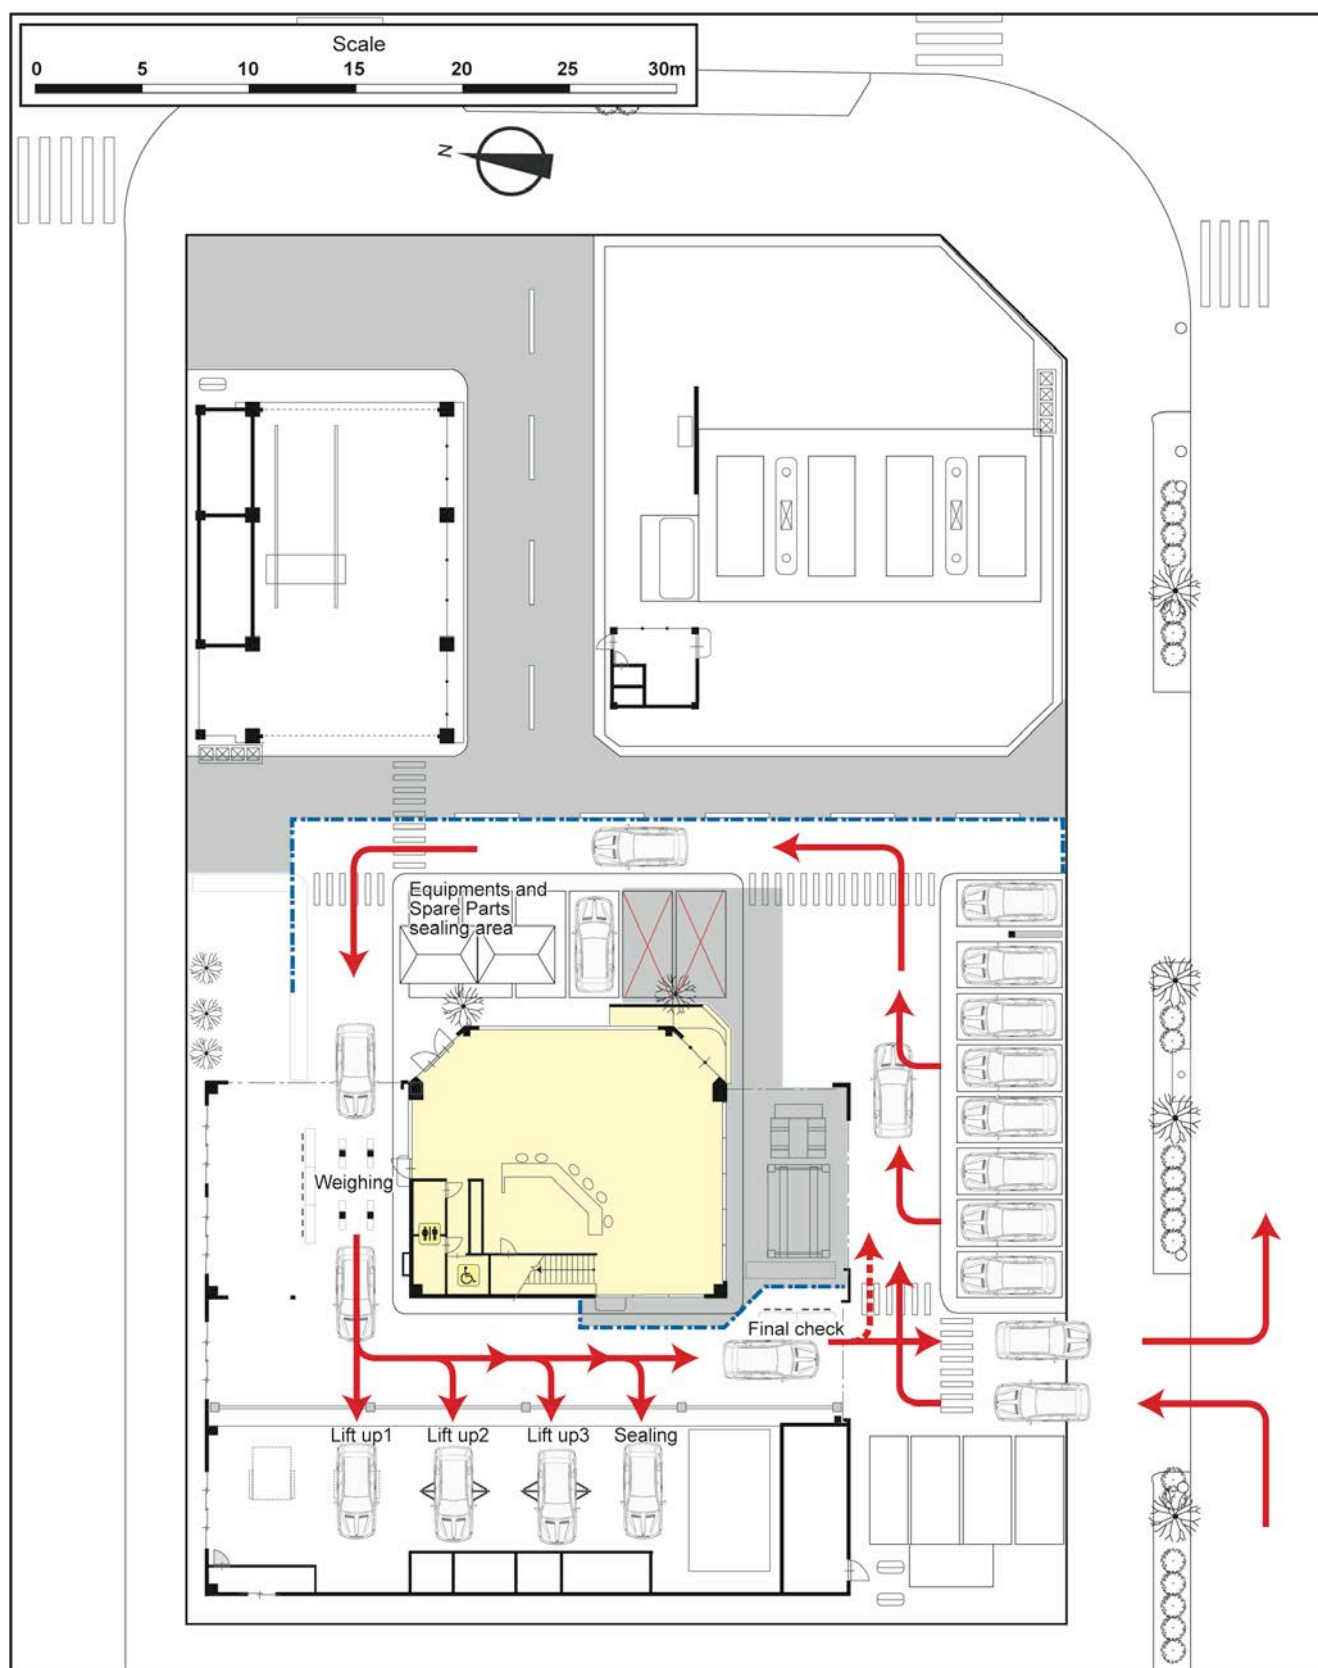 Scale
0 5 10 15 20 25 30m
N
Equipments and
Spare Parts
sealing area
Weighing
Final check
Lift up1 Lift up2 Lift up3 Sealing